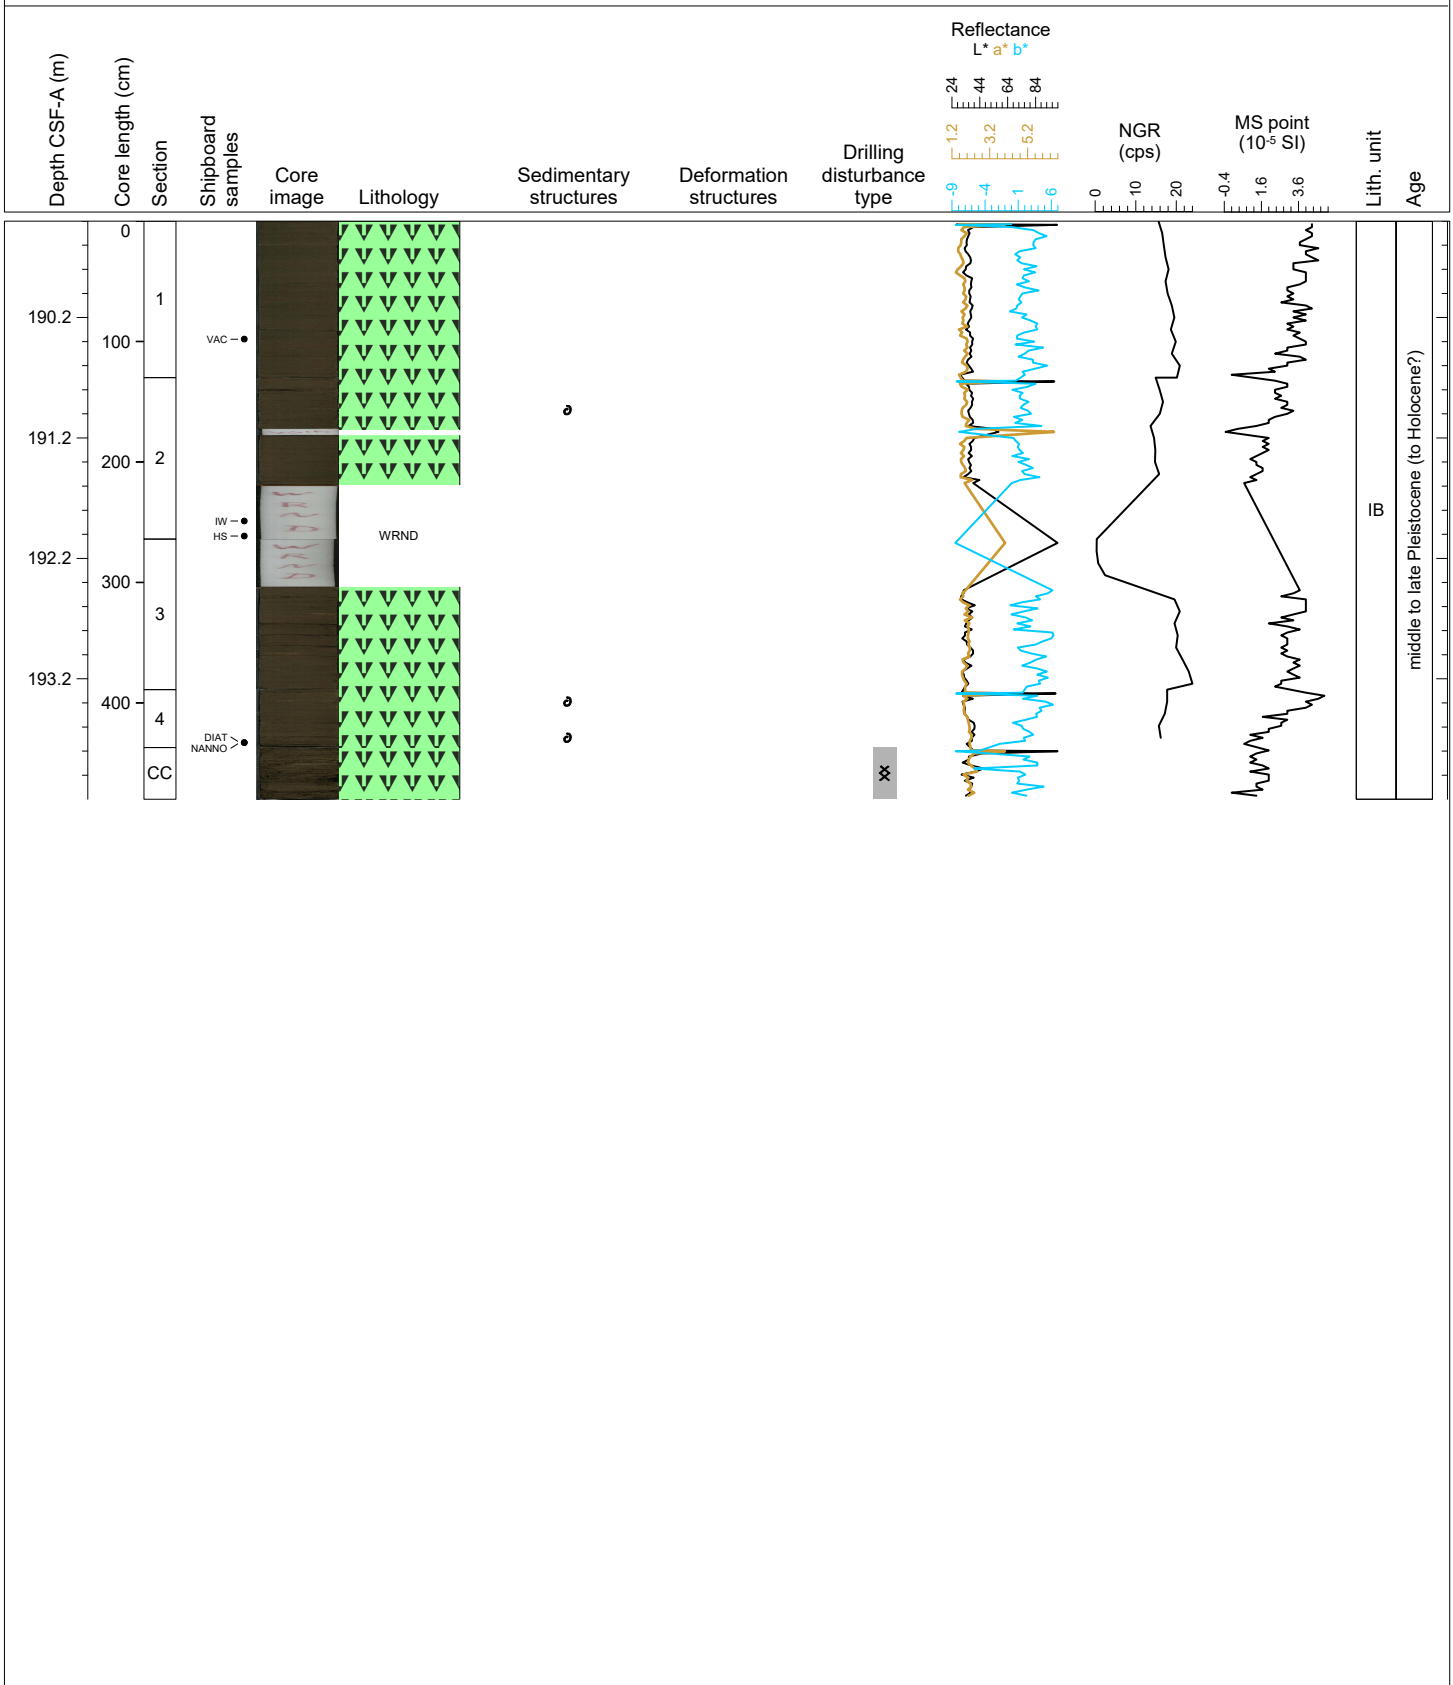 Depth CSF-A (m)
Core length (cm)
Section
Shipboard
samples
Core
image
Lithology
Sedimentary
structures
Deformation
structures
Drilling
disturbance
type
Reflectance
L* a* b*
24 44 64 84
1.2 3.2 5.2
-9 -4 1 6
NGR
(cps)
0 10 20
MS point
(10-5 SI)
-0.4 1.6 3.6
Lith. unit
Age
0
1
190.2
100
VAC
191.2
200
2
IW
HS
WRND
WRND
WRND
192.2
300
3
193.2
400
4
DIAT
NANNO
CC
IB
middle to late Pleistocene (to Holocene?)